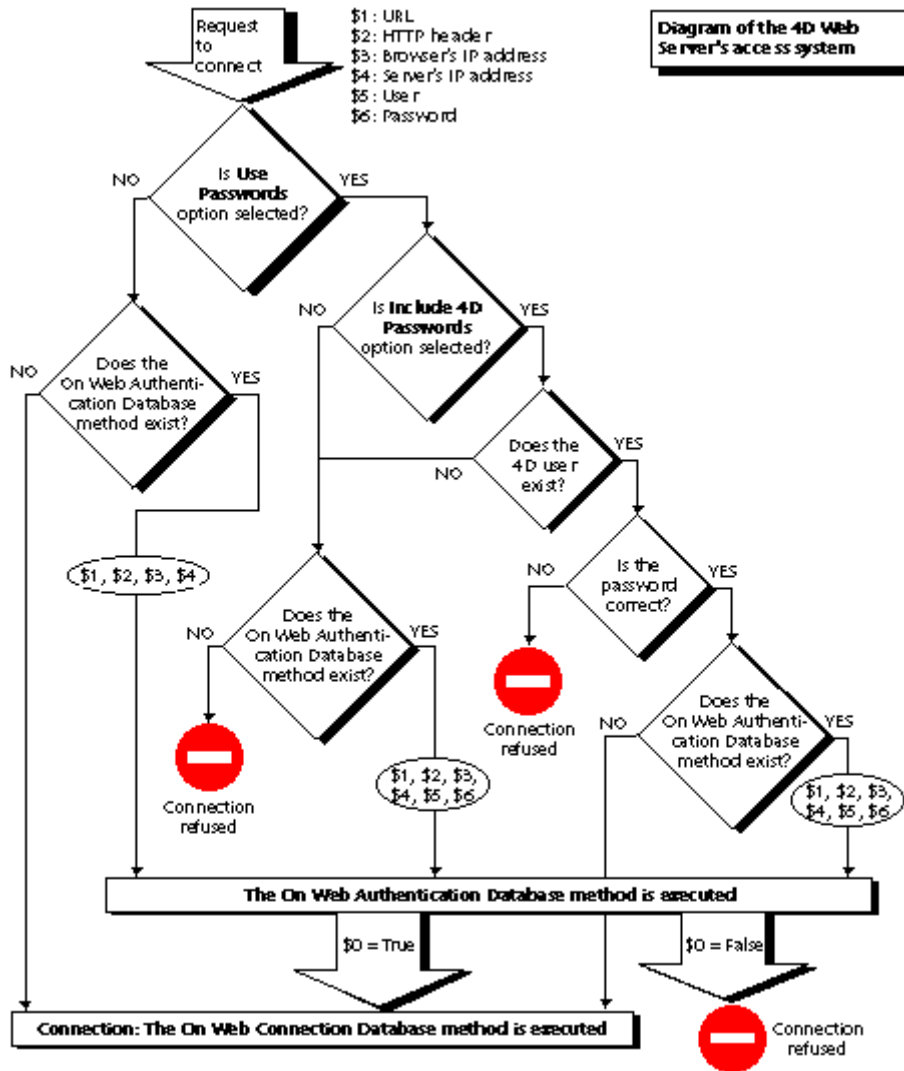 Request
to
connect
$1: URL
$2: HTTP header
$3: Browser's IP address
$4: Server's IP address
$5: User
$6: Password
Diagram of the 4D Web
Server's access system
Is Use
Passwords
option selected?
NO
YES
Is Include 4D
Passwords
option selected?
NO
YES
Does the
On Web Authenti-
cation Database
method exist?
NO
YES
Does the
4D user
exist?
NO
YES
$1, $2, $3, $4
Is the
password
correct?
NO
YES
Does the
On Web Authenti-
cation Database
method exist?
NO
YES
Connection
refused
Does the
On Web Authenti-
cation Database
method exist?
NO
YES
Connection
refused
$1, $2, $3,
$4, $5, $6
$1, $2, $3,
$4, $5, $6
The On Web Authentication Database method is executed
$0 = True
$0 = False
Connection: The On Web Connection Database method is executed
Connection
refused